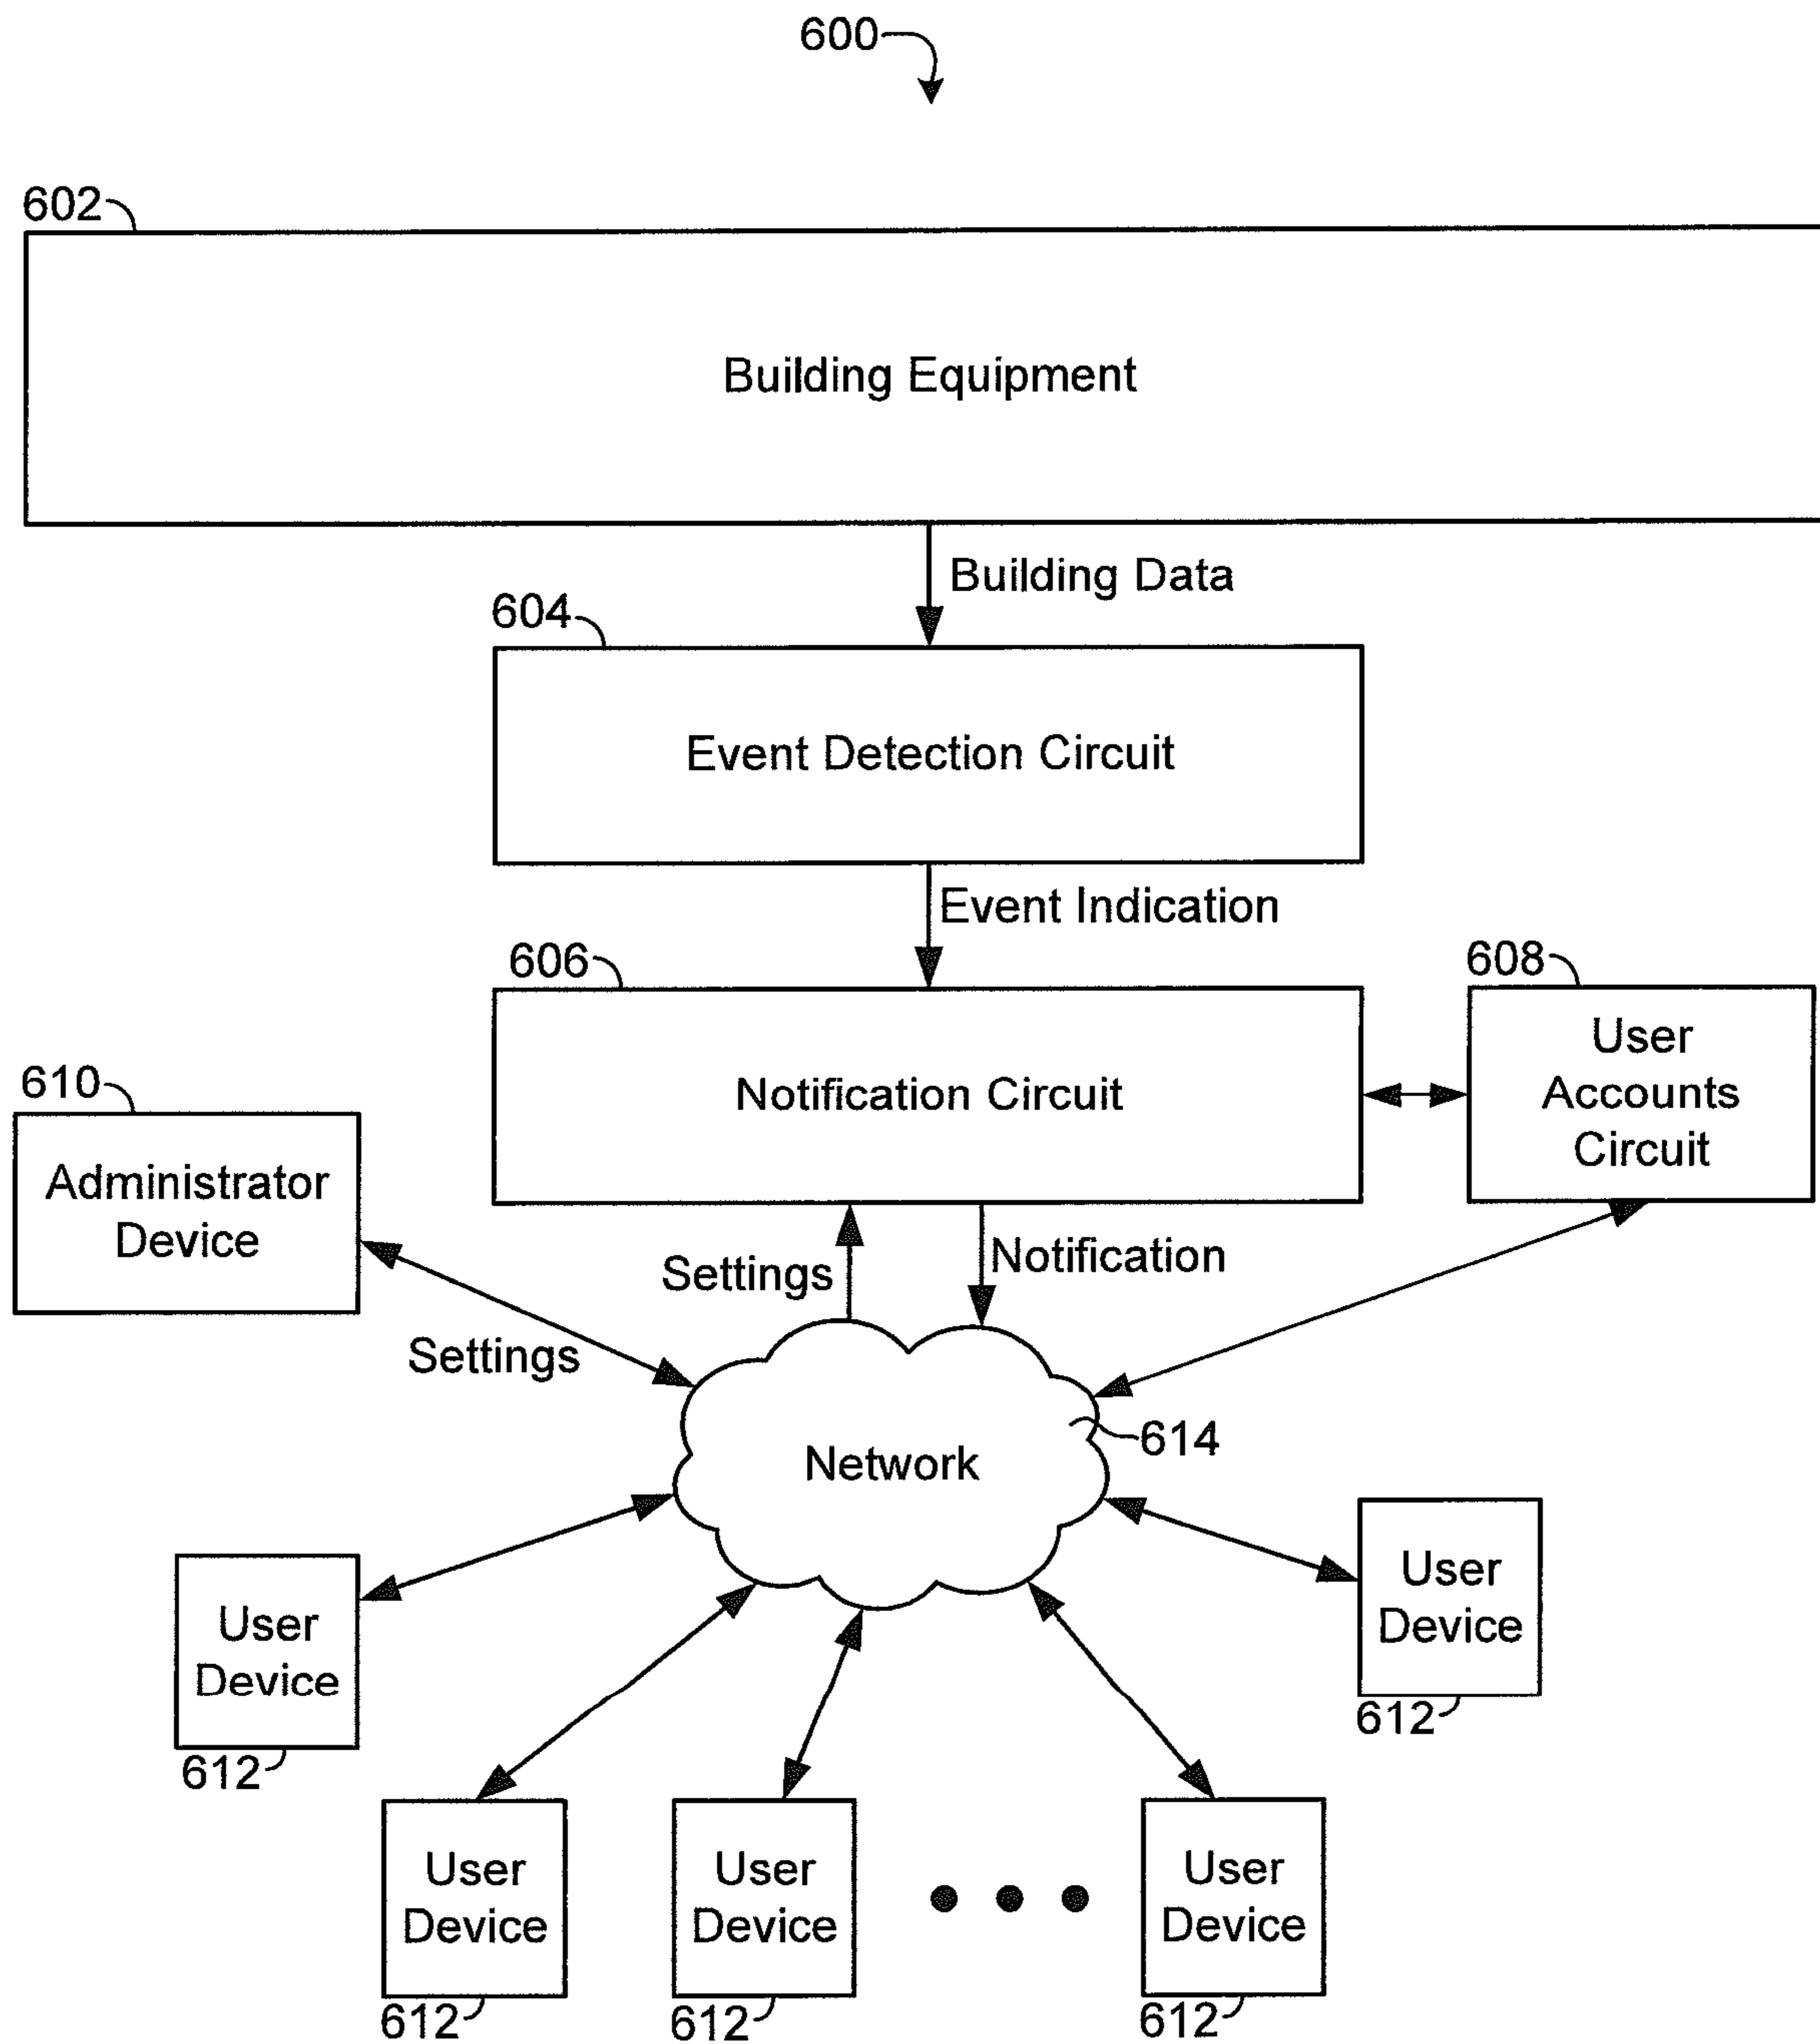 600
602
Building Equipment
Building Data
604
Event Detection Circuit
Event Indication
606
608
Notification Circuit
User
Accounts
Circuit
610
Administrator
Device
Settings
Notification
Settings
614
Network
User
Device
612
User
Device
612
User
Device
612
User
Device
612
User
Device
612